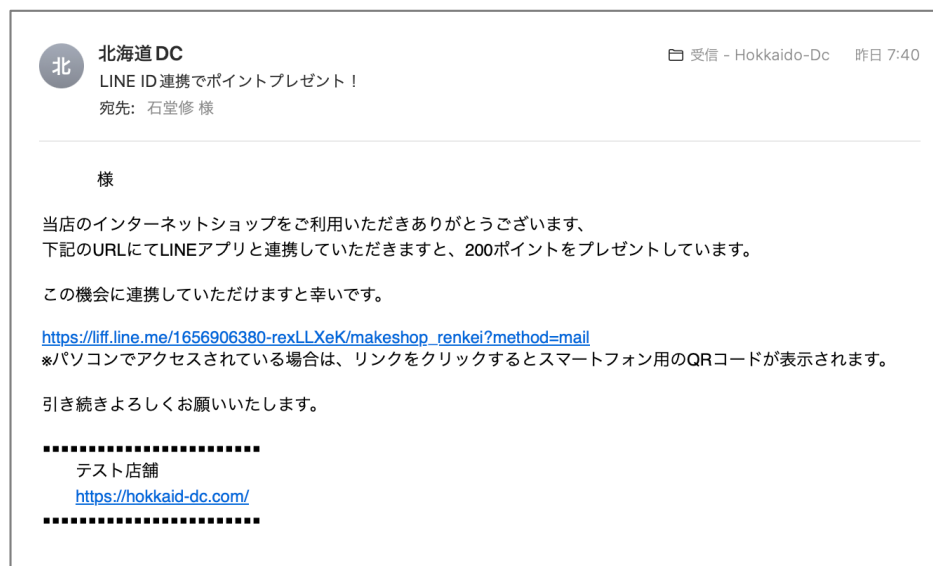 北
北海道 DC
受信 - Hokkaido-Dc 昨日 7:40
LINE ID 連携でポイントプレゼント！
宛先: 石堂修 様
様
当店のインターネットショップをご利用いただきありがとうございます、
下記のURLにてLINEアプリと連携していただきますと、200ポイントをプレゼントしています。
この機会に連携していただけますと幸いです。
https://liff.line.me/1656906380-rexLLXeK/makeshop_renkei?method=mail
※パソコンでアクセスされている場合は、リンクをクリックするとスマートフォン用のQRコードが表示されます。
引き続きよろしくお願いいたします。
テスト店舗
https://hokkaid-dc.com/